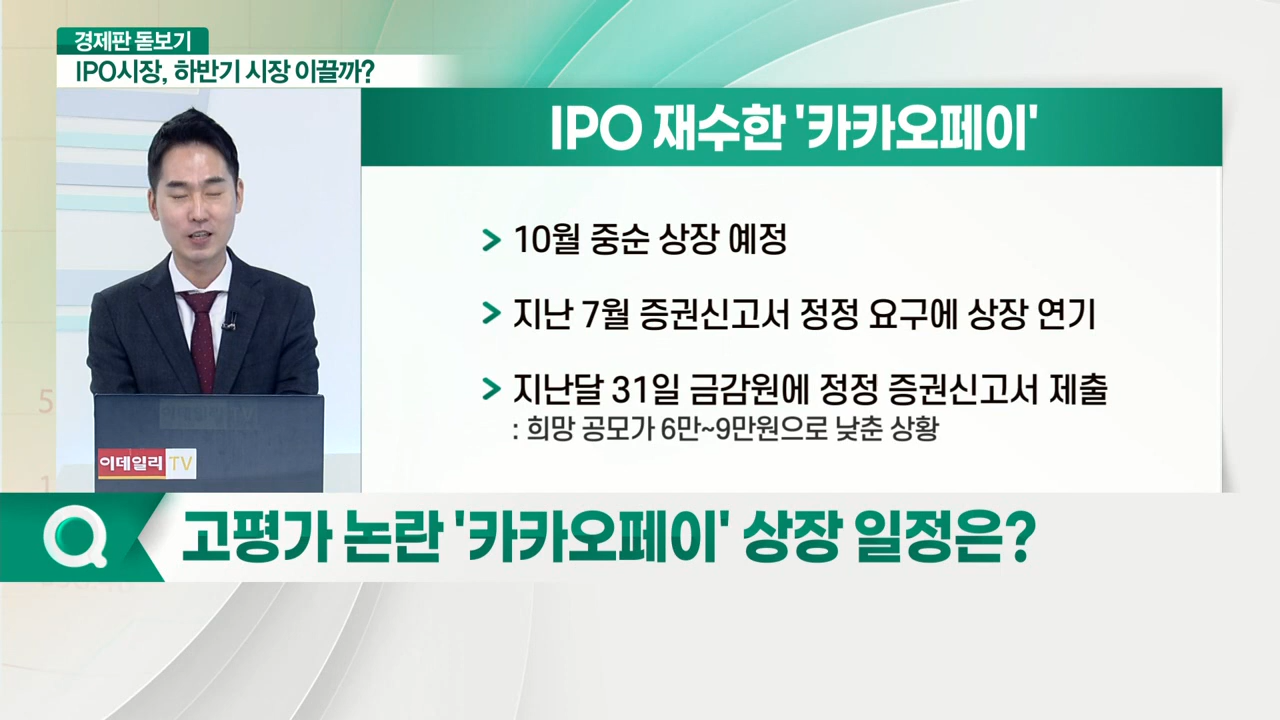 경제판 돋보기
IPO시장, 하반기 시장 이끌까?
IPO 재수한 '카카오페이'
> 10월 중순 상장 예정
> 지난 7월 증권신고서 정정 요구에 상장 연기
> 지난달 31일 금감원에 정정 증권신고서 제출
: 희망 공모가 6만~9만원으로 낮춘 상황
이데일리TV
Q 고평가 논란 '카카오페이' 상장 일정은?